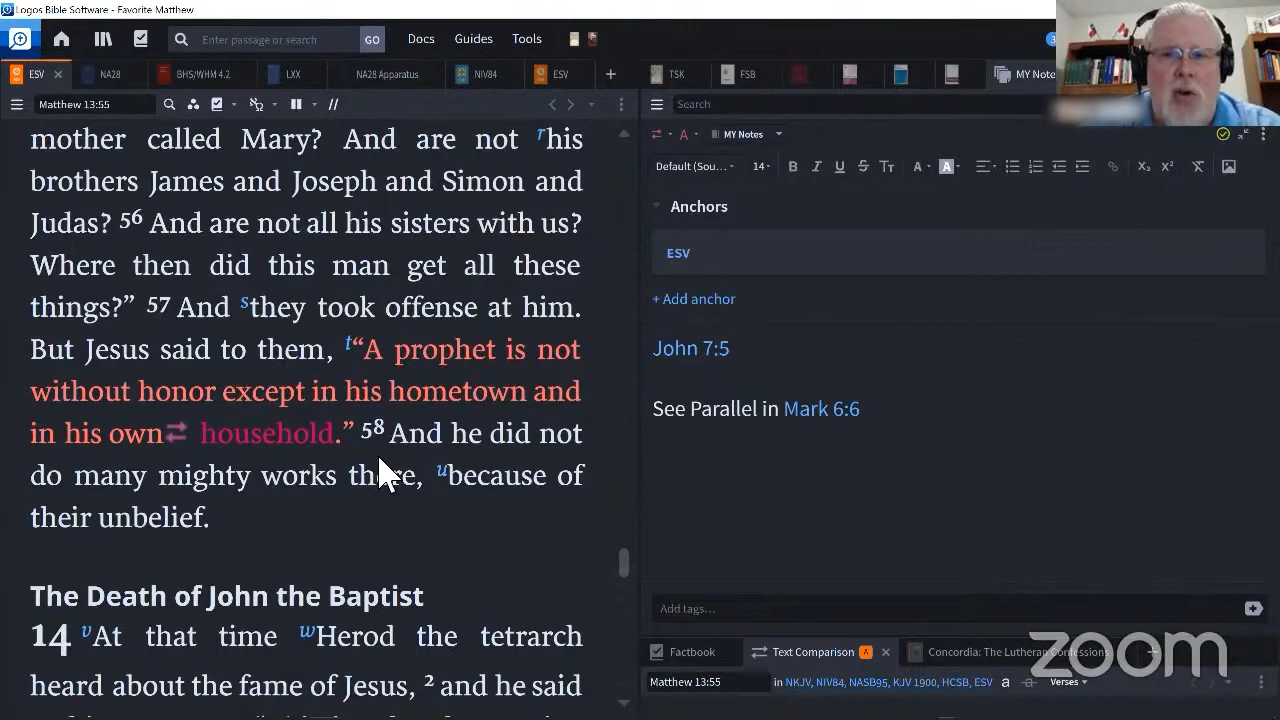 Logos Bible Software - Favorite Matthew
Enter passage or search GO Docs Guides Tools
ESV NA28 BHS/WHM 4.2 LXX NA28 Apparatus NIV84 ESV
TSK FSB MY Note
Matthew 13:55
Search
mother called Mary? And are not rhis
brothers James and Joseph and Simon and
Judas? 56 And are not all his sisters with us?
Where then did this man get all these
things?” 57 And sthey took offense at him.
But Jesus said to them, t“A prophet is not
without honor except in his hometown and
in his own household.” 58 And he did not
do many mighty works there, ubecause of
their unbelief.
The Death of John the Baptist
14 vAt that time wHerod the tetrarch
heard about the fame of Jesus, 2 and he said
A MY Notes
Default (Sou... 14 B I U S TT A A X2 X2
Anchors
ESV
+ Add anchor
John 7:5
See Parallel in Mark 6:6
Add tags...
Factbook Text Comparison A Concordia: The Lutheran Confessions
Matthew 13:55 in NKJV, NIV84, NASB95, KJV 1900, HCSB, ESV a a Verses
zoom